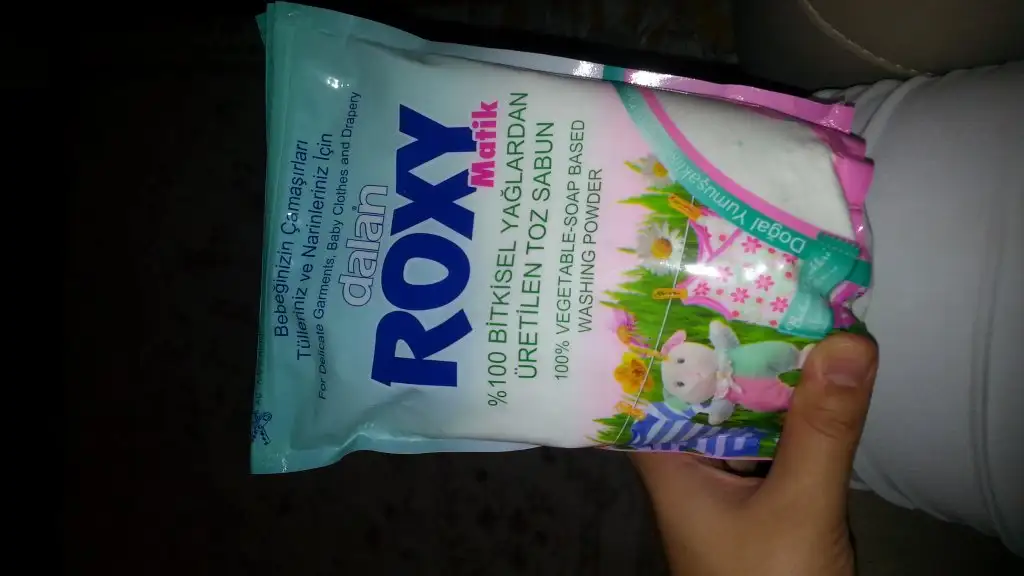 Bebeğinizin Çamaşırları
Tülleriniz ve Narinleriniz İçin
For Delicate Garments, Baby Clothes and Drapery
dalan
ROXY
Matik
%100 BİTKİSEL YAĞLARDAN
ÜRETİLEN TOZ SABUN
100% VEGETABLE-SOAP BASED
WASHING POWDER
Doğal